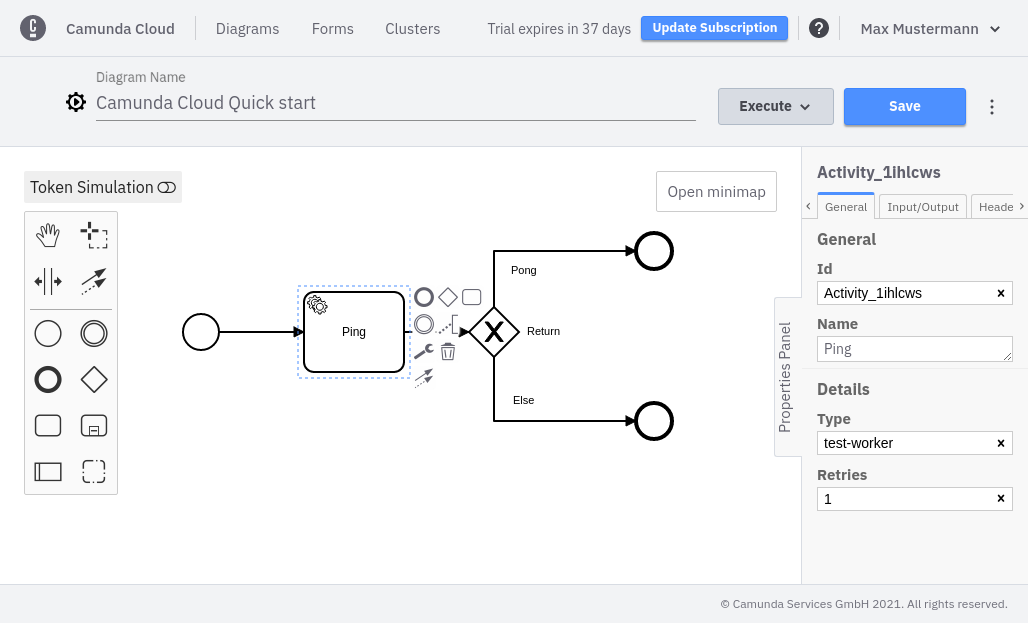 Camunda Cloud
Diagrams
Forms
Clusters
Trial expires in 37 days
Update Subscription
?
Max Mustermann
Diagram Name
Camunda Cloud Quick start
Execute
Save
Token Simulation
Open minimap
Ping
Pong
Return
Else
Properties Panel
Activity_1ihlcws
General
Input/Output
Heade
General
Id
Activity_1ihlcws
Name
Ping
Details
Type
test-worker
Retries
1
© Camunda Services GmbH 2021. All rights reserved.